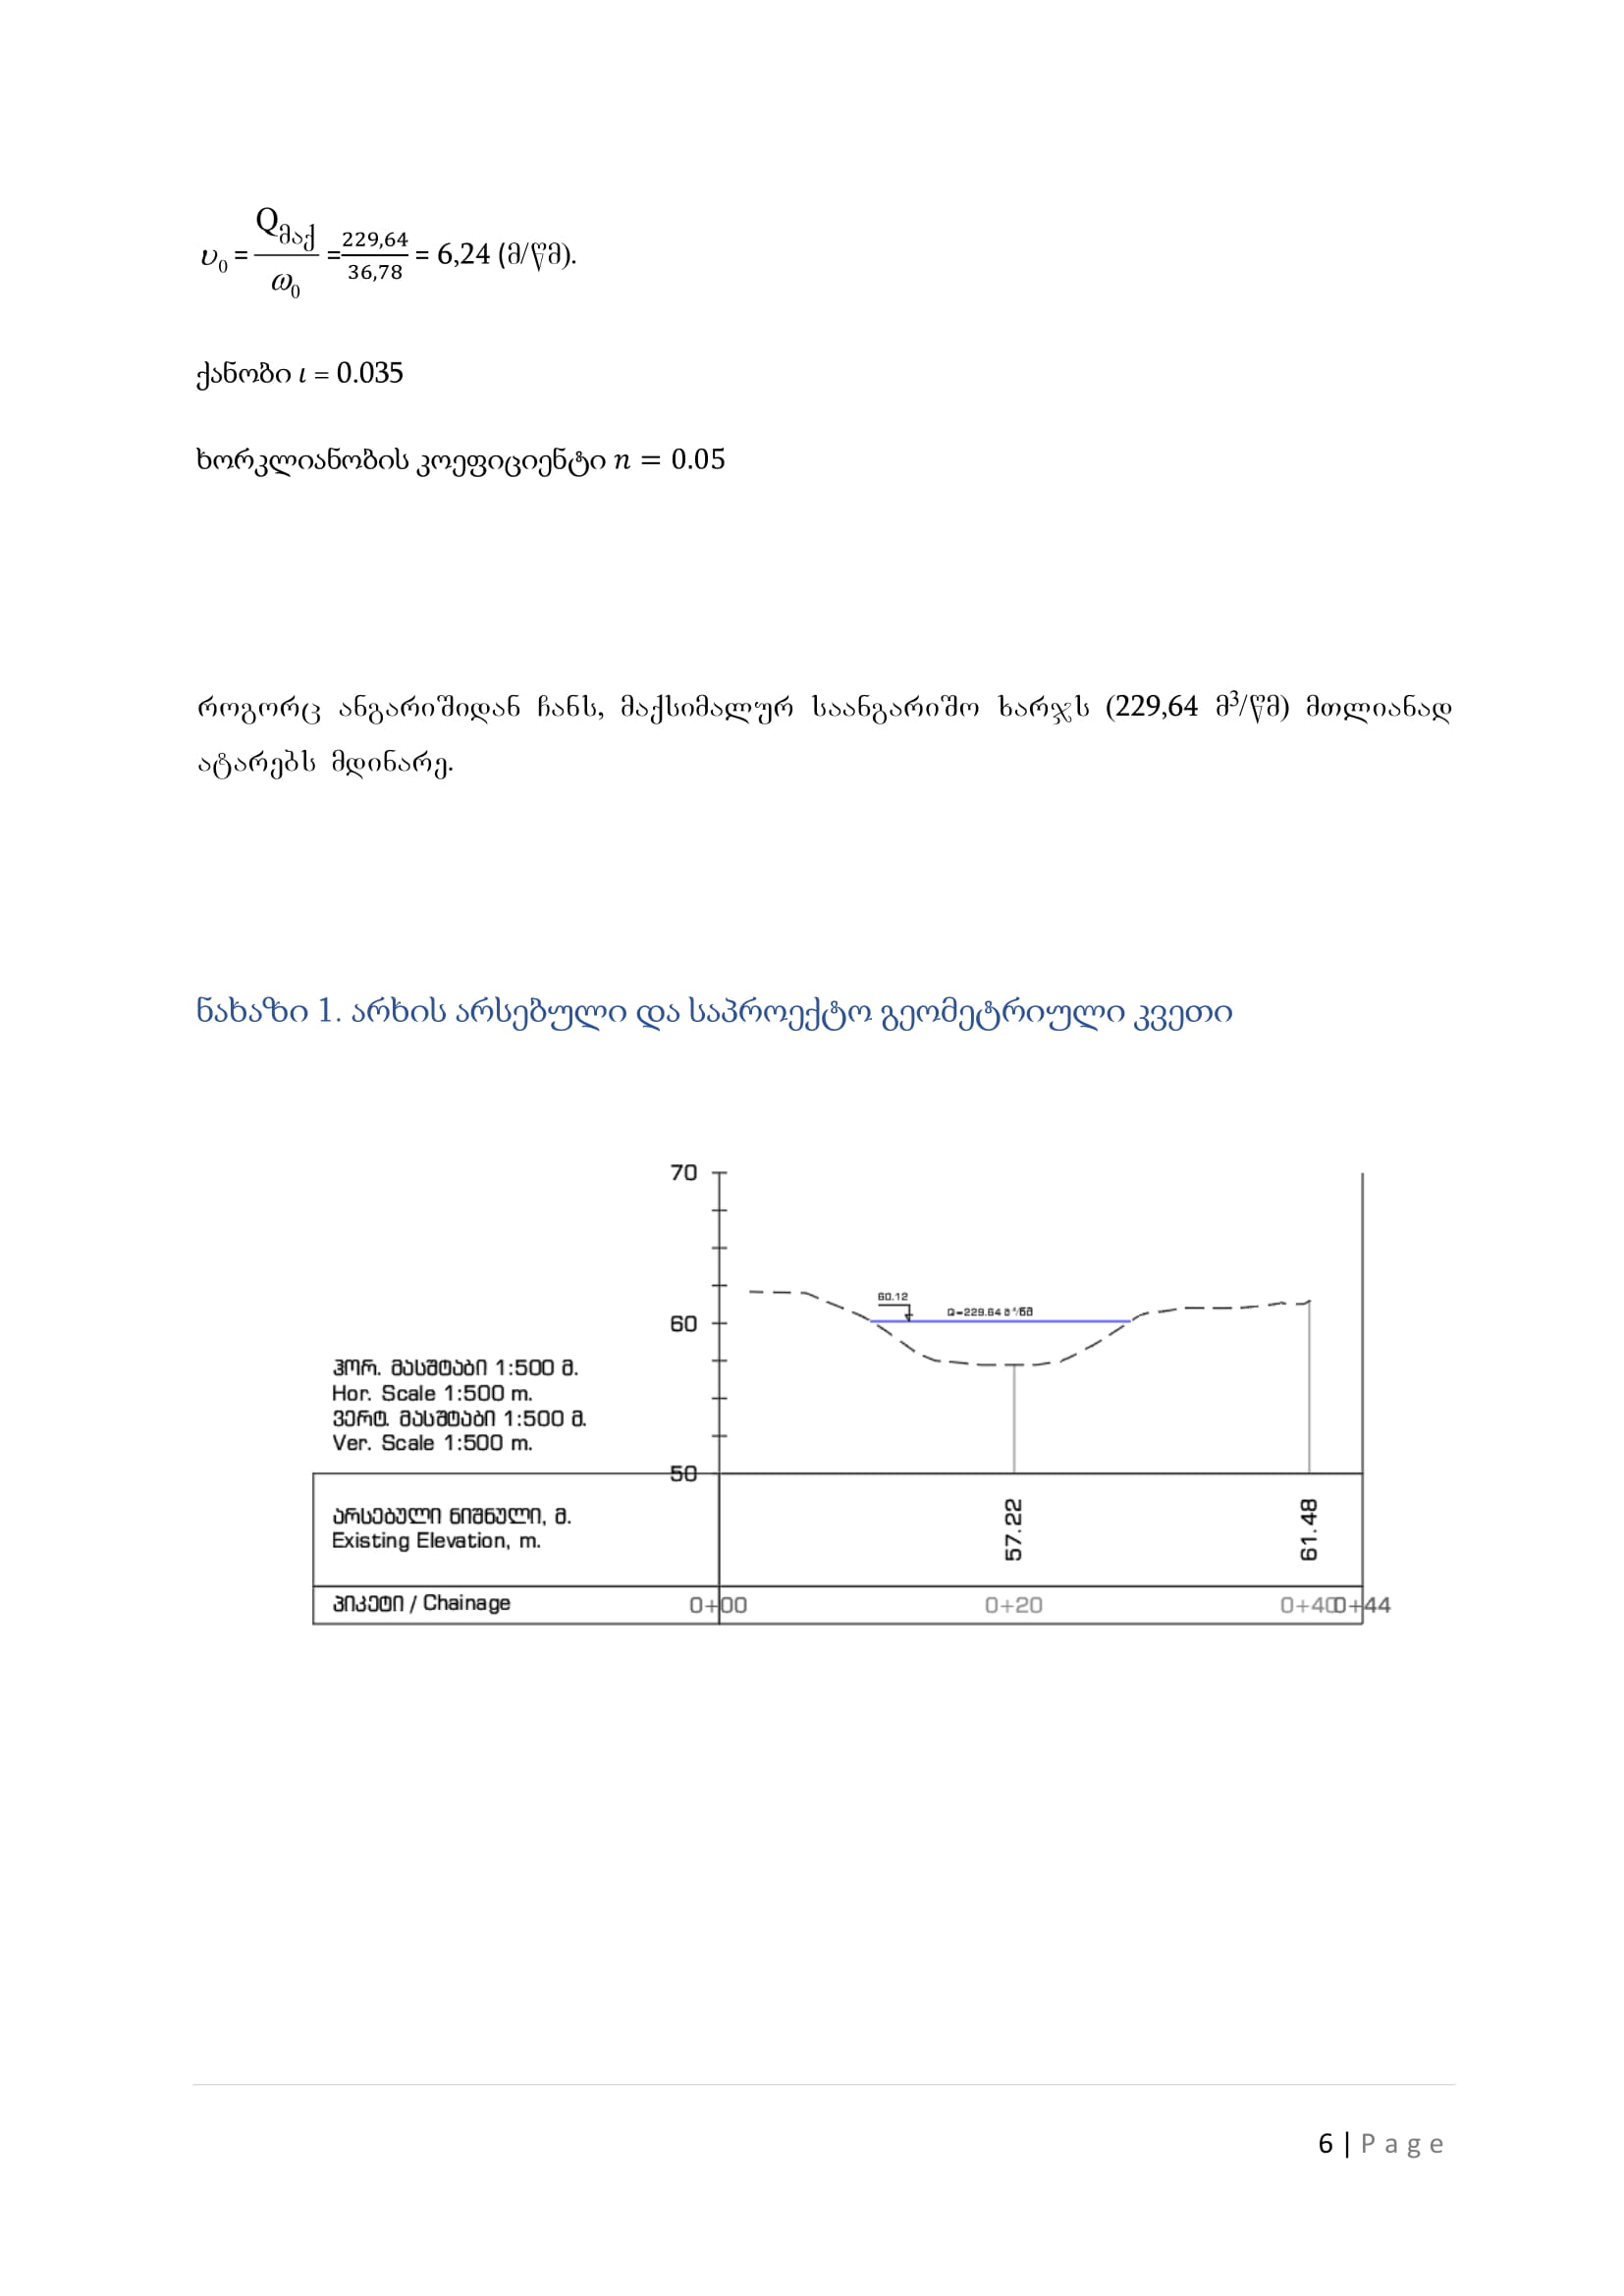 υ0 = Qმაქ/ω0 = 229,64/36,78 = 6,24 (მ/წმ).
ქანობი ι = 0.035
ხორკლიანობის კოეფიციენტი n = 0.05
როგორც ანგარიშიდან ჩანს, მაქსიმალურ საანგარიშო ხარჯს (229,64 მ³/წმ) მთლიანად
ატარებს მდინარე.
ნახაზი 1. არხის არსებული და საპროექტო გეომეტრიული კვეთი
70
60.12
Q=229.64 მ³/წმ
60
ჰორ. მასშტაბი 1:500 მ.
Hor. Scale 1:500 m.
ვერტ. მასშტაბი 1:500 მ.
Ver. Scale 1:500 m.
50
არსებული ნიშნული, მ.
Existing Elevation, m.
57.22
61.48
პიკეტი / Chainage
0+00
0+20
0+40
0+44
6 | Page